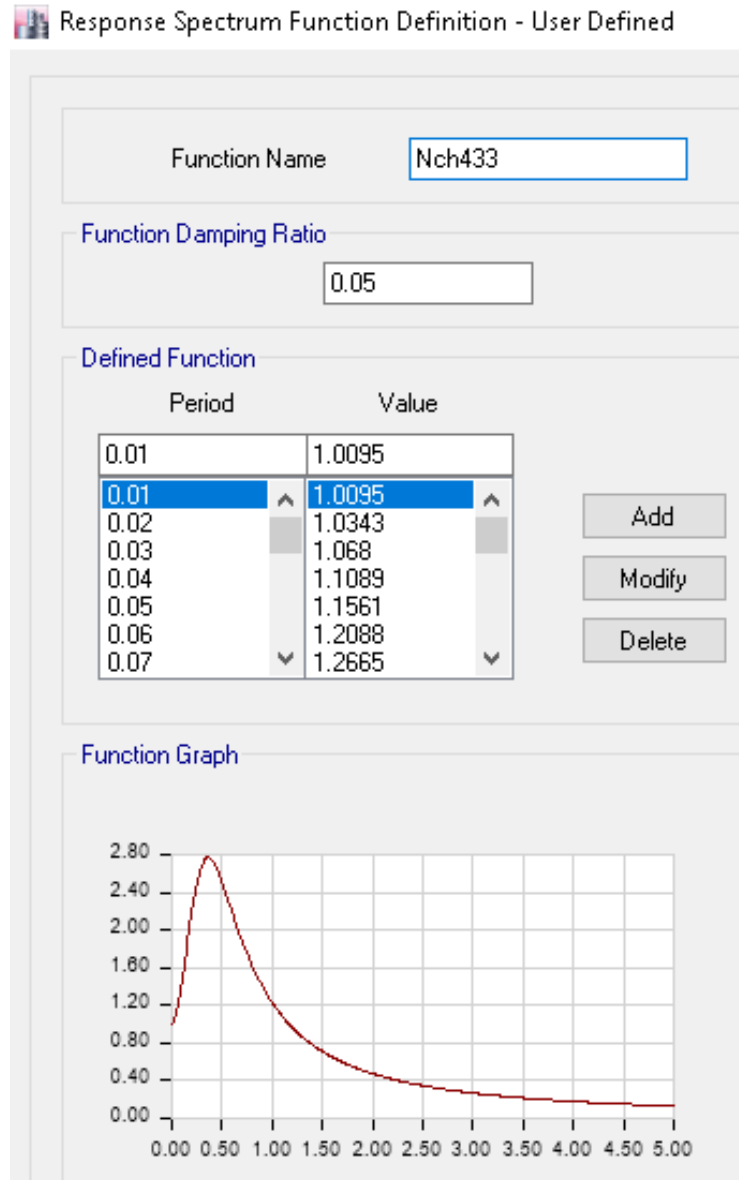 Response Spectrum Function Definition - User Defined
Function Name Nch433
Function Damping Ratio
0.05
Defined Function
Period Value
0.01 1.0095
0.01 1.0095
0.02 1.0343
0.03 1.068
0.04 1.1089
0.05 1.1561
0.06 1.2088
0.07 1.2665
Add
Modify
Delete
Function Graph
2.80
2.40
2.00
1.60
1.20
0.80
0.40
0.00
0.00 0.50 1.00 1.50 2.00 2.50 3.00 3.50 4.00 4.50 5.00